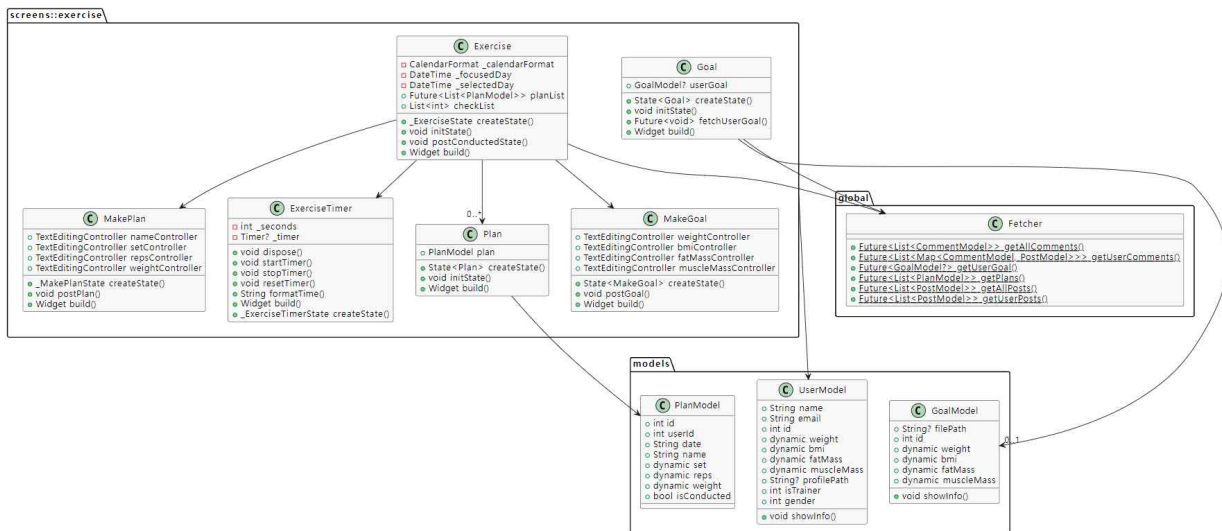 screens::exercise
C Exercise
CalendarFormat _calendarFormat
DateTime _focusedDay
DateTime _selectedDay
Future<List<PlanModel>> planList
List<int> checkList
_ExerciseState createState()
void initState()
void postConductedState()
Widget build()
C Goal
GoalModel? userGoal
State<Goal> createState()
void initState()
Future<void> fetchUserGoal()
Widget build()
C MakePlan
TextEditingController nameController
TextEditingController setController
TextEditingController repsController
TextEditingController weightController
_MakePlanState createState()
void postPlan()
Widget build()
C ExerciseTimer
int _seconds
Timer? _timer
void dispose()
void startTimer()
void stopTimer()
void resetTimer()
String formatTime()
Widget build()
_ExerciseTimerState createState()
0..*
C Plan
PlanModel plan
State<Plan> createState()
void initState()
Widget build()
C MakeGoal
TextEditingController weightController
TextEditingController bmiController
TextEditingController fatMassController
TextEditingController muscleMassController
State<MakeGoal> createState()
void postGoal()
Widget build()
global
C Fetcher
Future<List<CommentModel>> getAllComments()
Future<List<Map<CommentModel, PostModel>>> getUserComments()
Future<GoalModel?> getUserGoal()
Future<List<PlanModel>> getPlans()
Future<List<PostModel>> getAllPosts()
Future<List<PostModel>> getUserPosts()
models
C PlanModel
int id
int userId
String date
String name
dynamic set
dynamic reps
dynamic weight
bool isConducted
C UserModel
String name
String email
int id
dynamic weight
dynamic bmi
dynamic fatMass
dynamic muscleMass
String? profilePath
int isTrainer
int gender
void showInfo()
C GoalModel
String? filePath
int id
dynamic weight
dynamic bmi
dynamic fatMass
dynamic muscleMass
void showInfo()
0..1